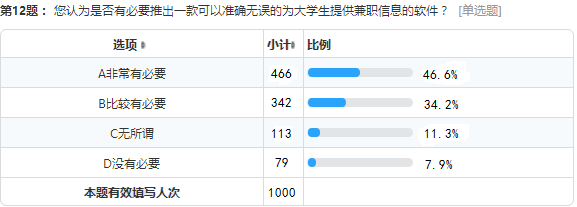 第12题： 您认为是否有必要推出一款可以准确无误的为大学生提供兼职信息的软件？ [单选题]
选项 小计 比例
A非常有必要 466 46.6%
B比较有必要 342 34.2%
C无所谓 113 11.3%
D没有必要 79 7.9%
本题有效填写人次 1000